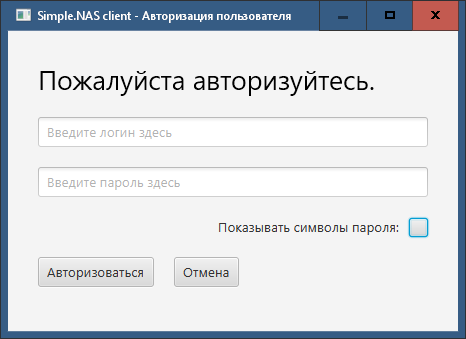 Simple.NAS client - Авторизация пользователя
Пожалуйста авторизуйтесь.
Введите логин здесь
Введите пароль здесь
Показывать символы пароля:
Авторизоваться Отмена